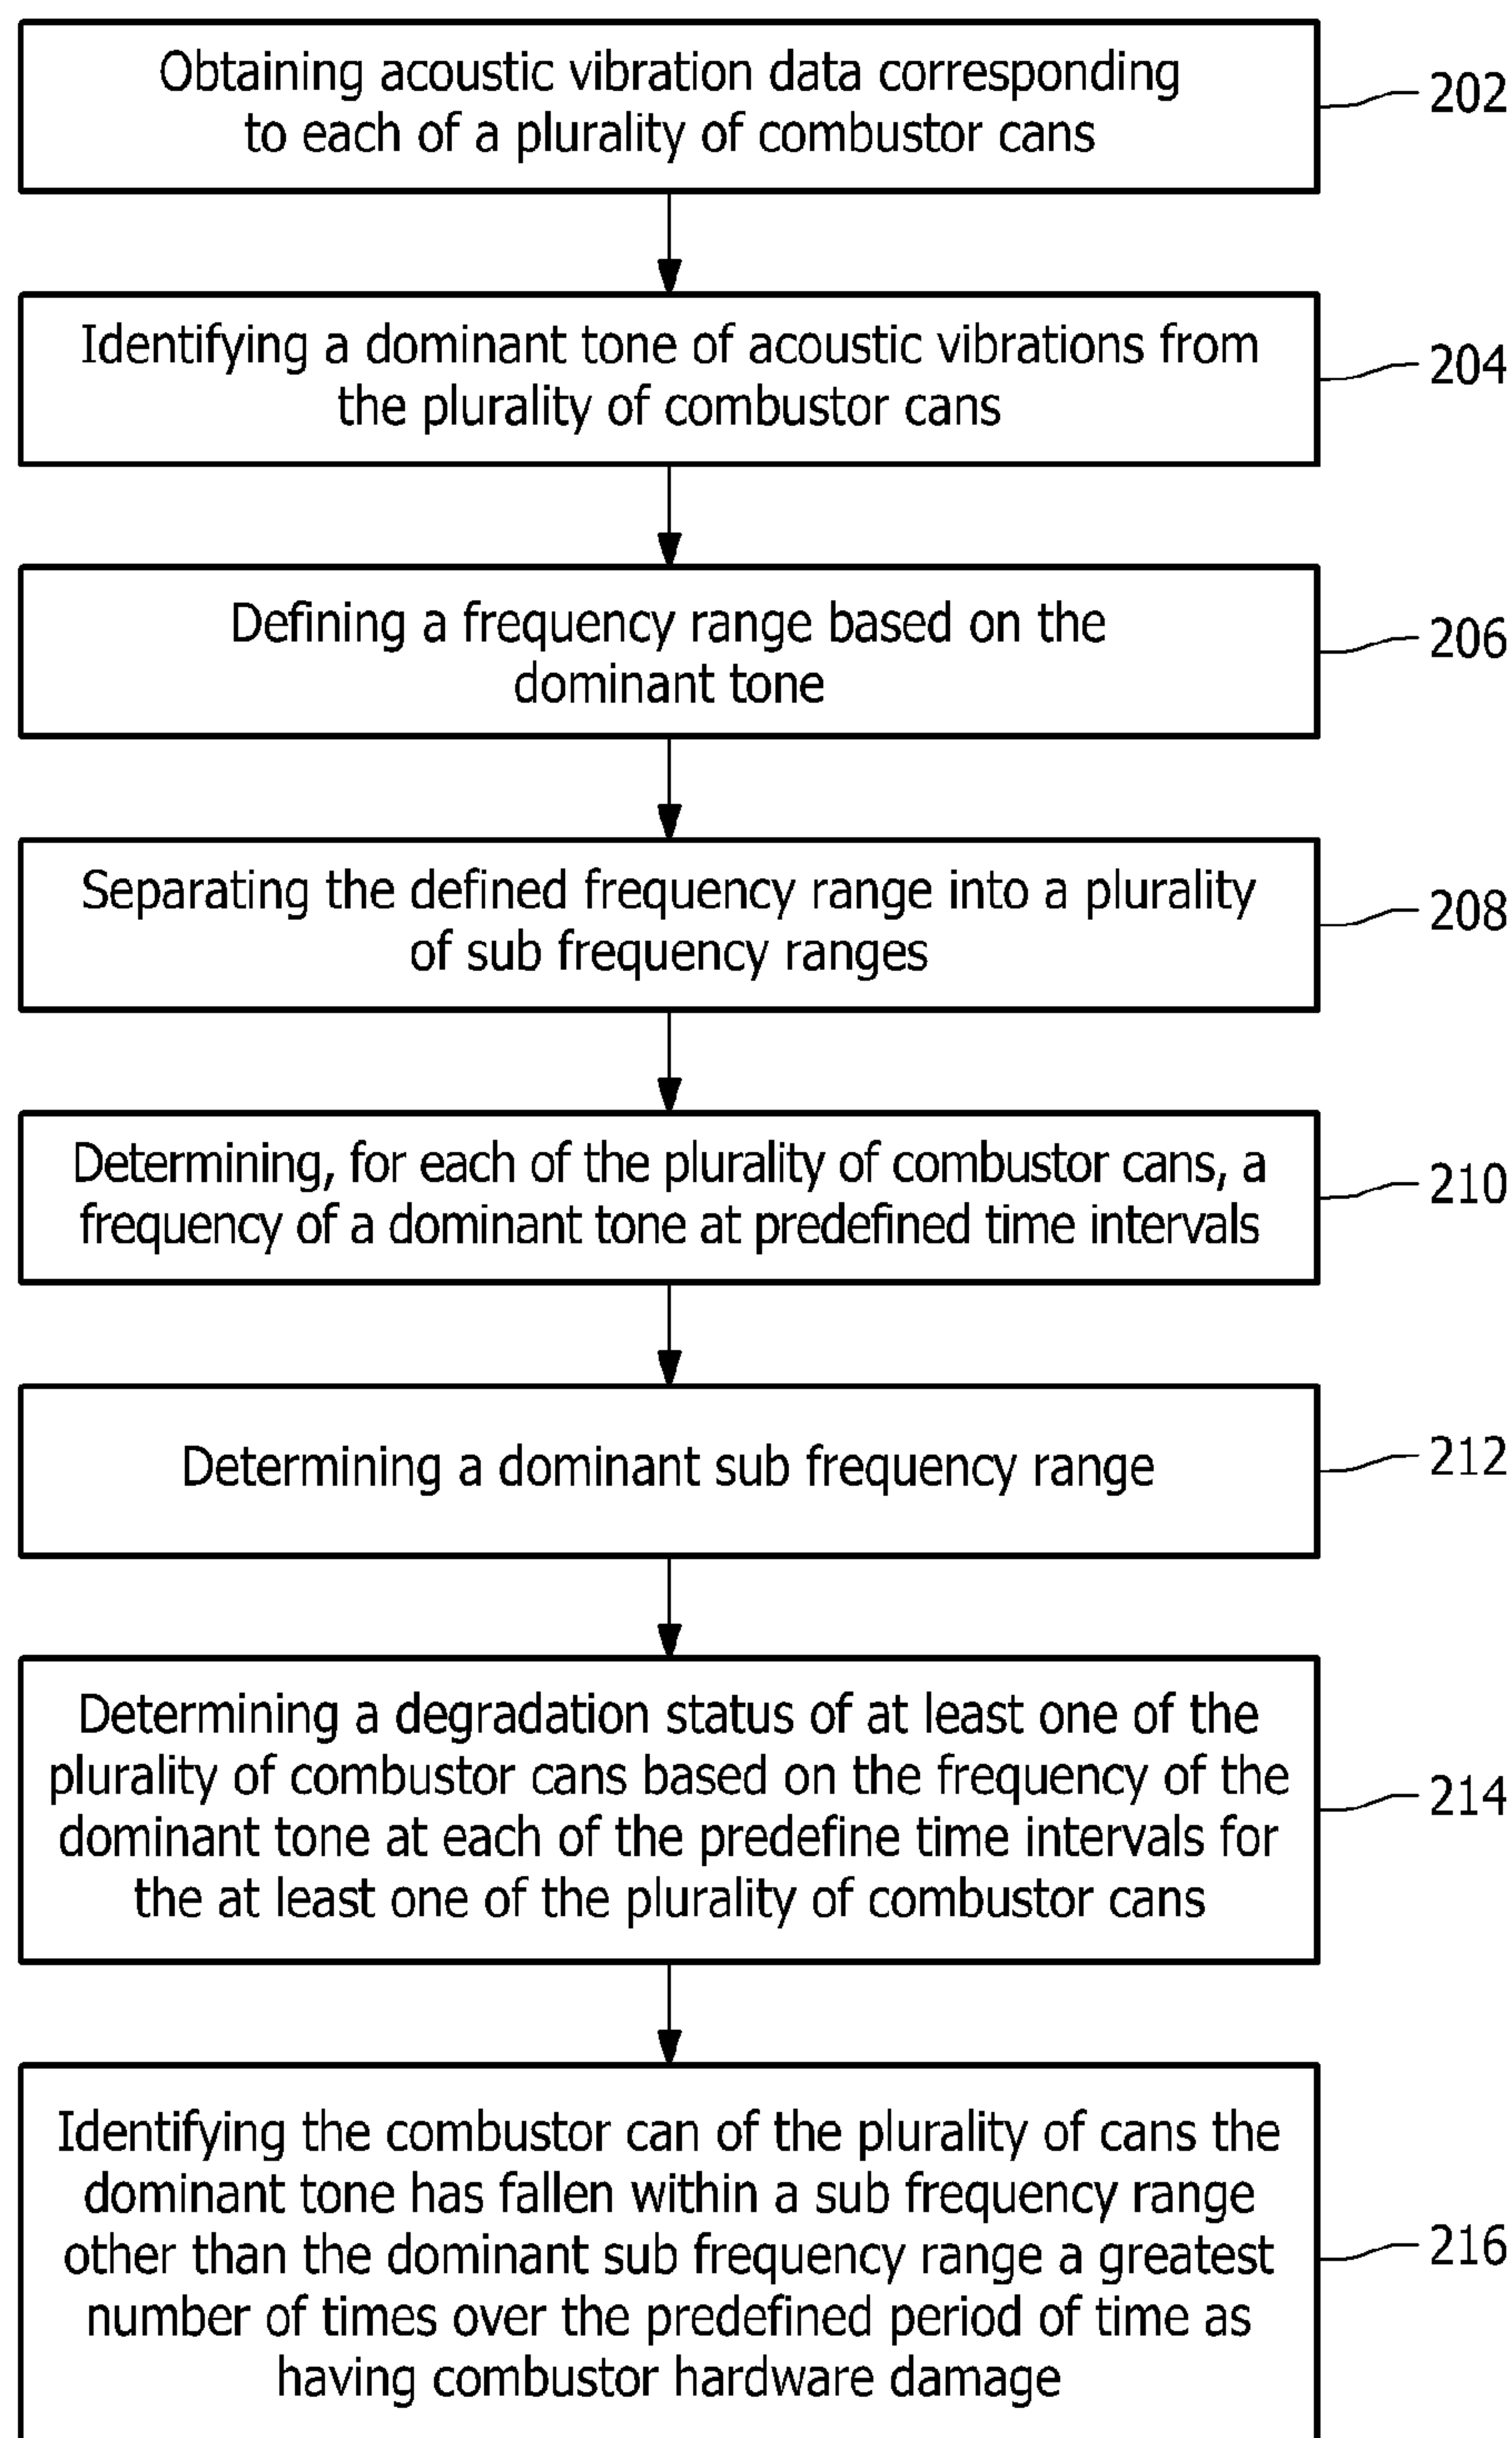 Obtaining acoustic vibration data corresponding
to each of a plurality of combustor cans
202
Identifying a dominant tone of acoustic vibrations from
the plurality of combustor cans
204
Defining a frequency range based on the
dominant tone
206
Separating the defined frequency range into a plurality
of sub frequency ranges
208
Determining, for each of the plurality of combustor cans, a
frequency of a dominant tone at predefined time intervals
210
Determining a dominant sub frequency range
212
Determining a degradation status of at least one of the
plurality of combustor cans based on the frequency of the
dominant tone at each of the predefine time intervals for
the at least one of the plurality of combustor cans
214
Identifying the combustor can of the plurality of cans the
dominant tone has fallen within a sub frequency range
other than the dominant sub frequency range a greatest
number of times over the predefined period of time as
having combustor hardware damage
216